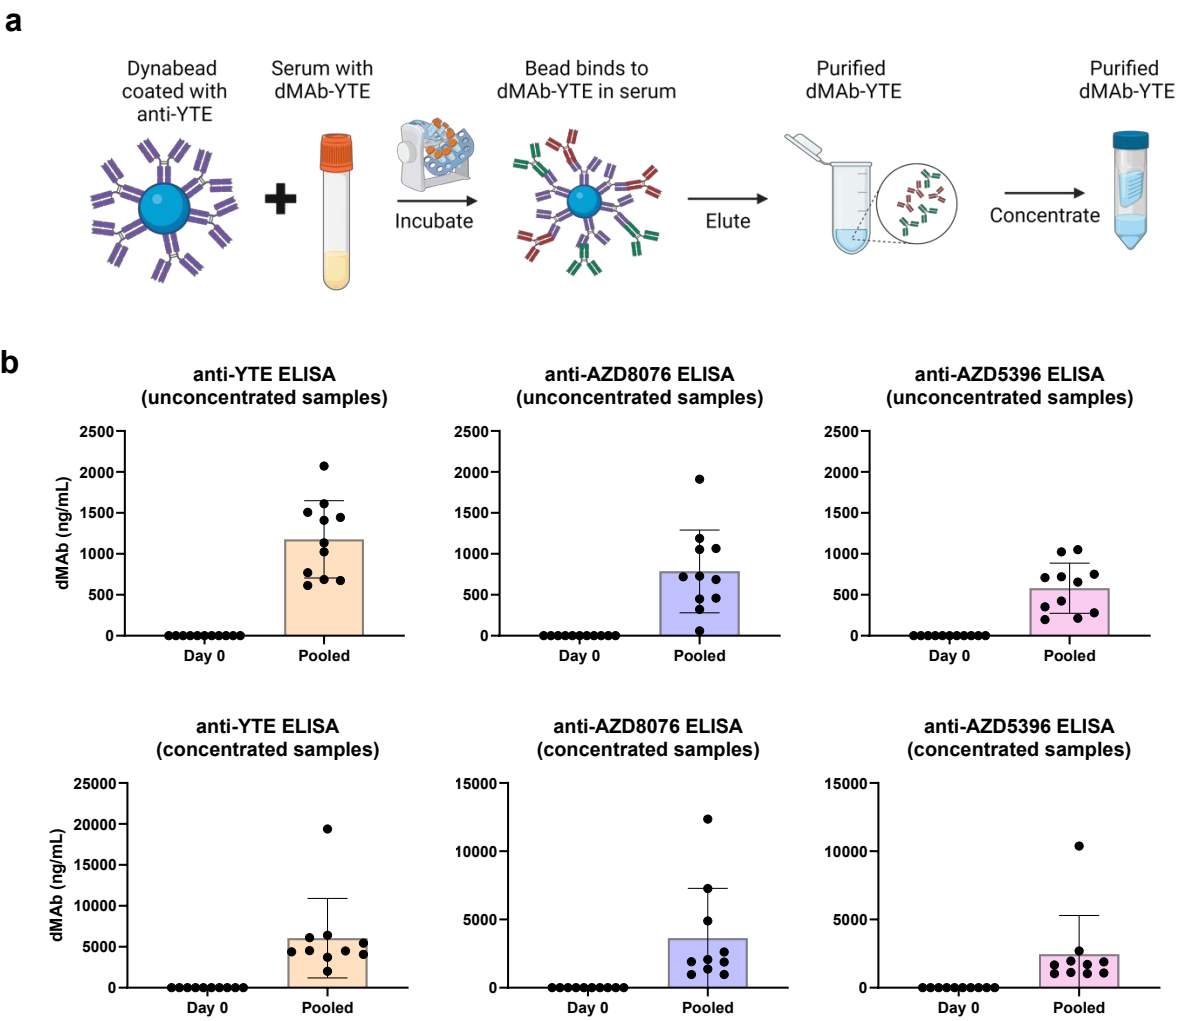 a
Dynabead
coated with
anti-YTE
Serum with
dMAb-YTE
Incubate
Bead binds to
dMAb-YTE in serum
Elute
Purified
dMAb-YTE
Concentrate
Purified
dMAb-YTE
b
anti-YTE ELISA
(unconcentrated samples)
dMAb (ng/mL)
2500
2000
1500
1000
500
0
Day 0
Pooled
anti-AZD8076 ELISA
(unconcentrated samples)
2500
2000
1500
1000
500
0
Day 0
Pooled
anti-AZD5396 ELISA
(unconcentrated samples)
2500
2000
1500
1000
500
0
Day 0
Pooled
anti-YTE ELISA
(concentrated samples)
dMAb (ng/mL)
25000
20000
15000
10000
5000
0
Day 0
Pooled
anti-AZD8076 ELISA
(concentrated samples)
15000
10000
5000
0
Day 0
Pooled
anti-AZD5396 ELISA
(concentrated samples)
15000
10000
5000
0
Day 0
Pooled